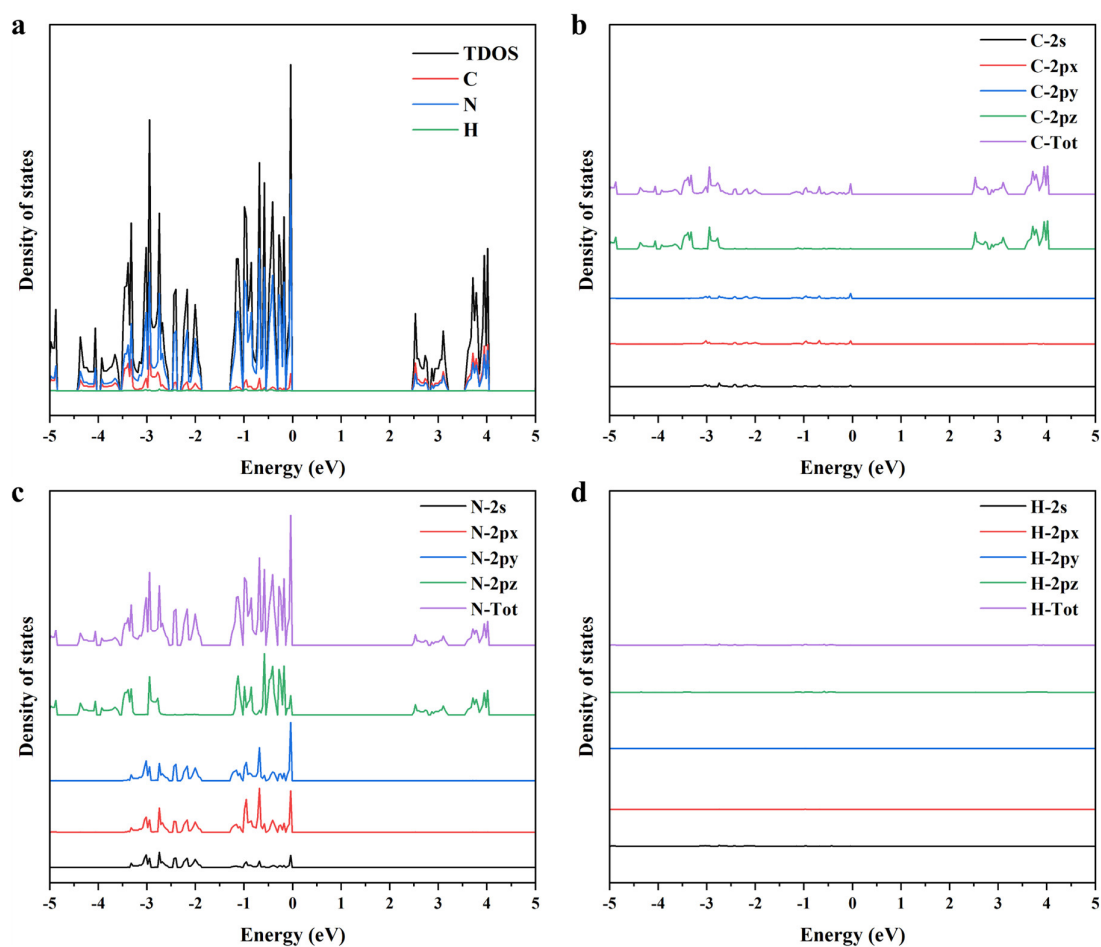 a
TDOS
C
N
H
Density of states
-5 -4 -3 -2 -1 0 1 2 3 4 5
Energy (eV)
b
C-2s
C-2px
C-2py
C-2pz
C-Tot
Density of states
-5 -4 -3 -2 -1 0 1 2 3 4 5
Energy (eV)
c
N-2s
N-2px
N-2py
N-2pz
N-Tot
Density of states
-5 -4 -3 -2 -1 0 1 2 3 4 5
Energy (eV)
d
H-2s
H-2px
H-2py
H-2pz
H-Tot
Density of states
-5 -4 -3 -2 -1 0 1 2 3 4 5
Energy (eV)